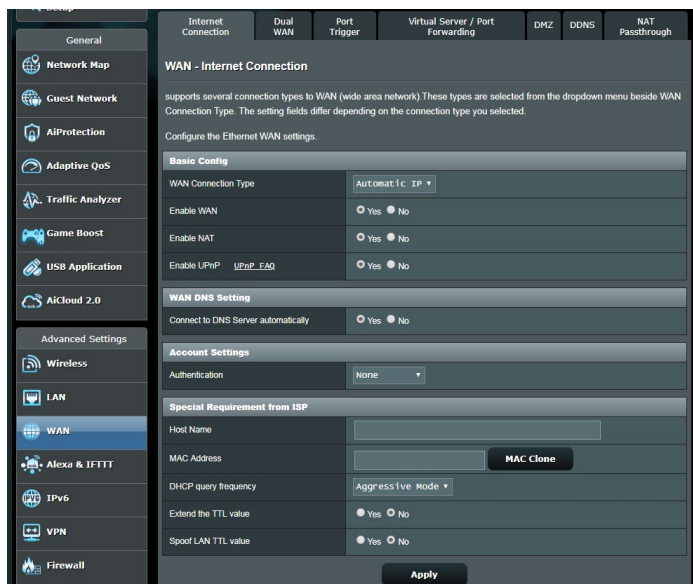 Setup
General
Network Map
Guest Network
AiProtection
Adaptive QoS
Traffic Analyzer
Game Boost
USB Application
AiCloud 2.0
Advanced Settings
Wireless
LAN
WAN
Alexa & IFTTT
IPv6
VPN
Firewall
Internet Connection
Dual WAN
Port Trigger
Virtual Server / Port Forwarding
DMZ
DDNS
NAT Passthrough
WAN - Internet Connection
supports several connection types to WAN (wide area network).These types are selected from the dropdown menu beside WAN
Connection Type. The setting fields differ depending on the connection type you selected.
Configure the Ethernet WAN settings.
Basic Config
WAN Connection Type Automatic IP
Enable WAN Yes No
Enable NAT Yes No
Enable UPnP UPnP FAQ Yes No
WAN DNS Setting
Connect to DNS Server automatically Yes No
Account Settings
Authentication None
Special Requirement from ISP
Host Name
MAC Address MAC Clone
DHCP query frequency Aggressive Mode
Extend the TTL value Yes No
Spoof LAN TTL value Yes No
Apply